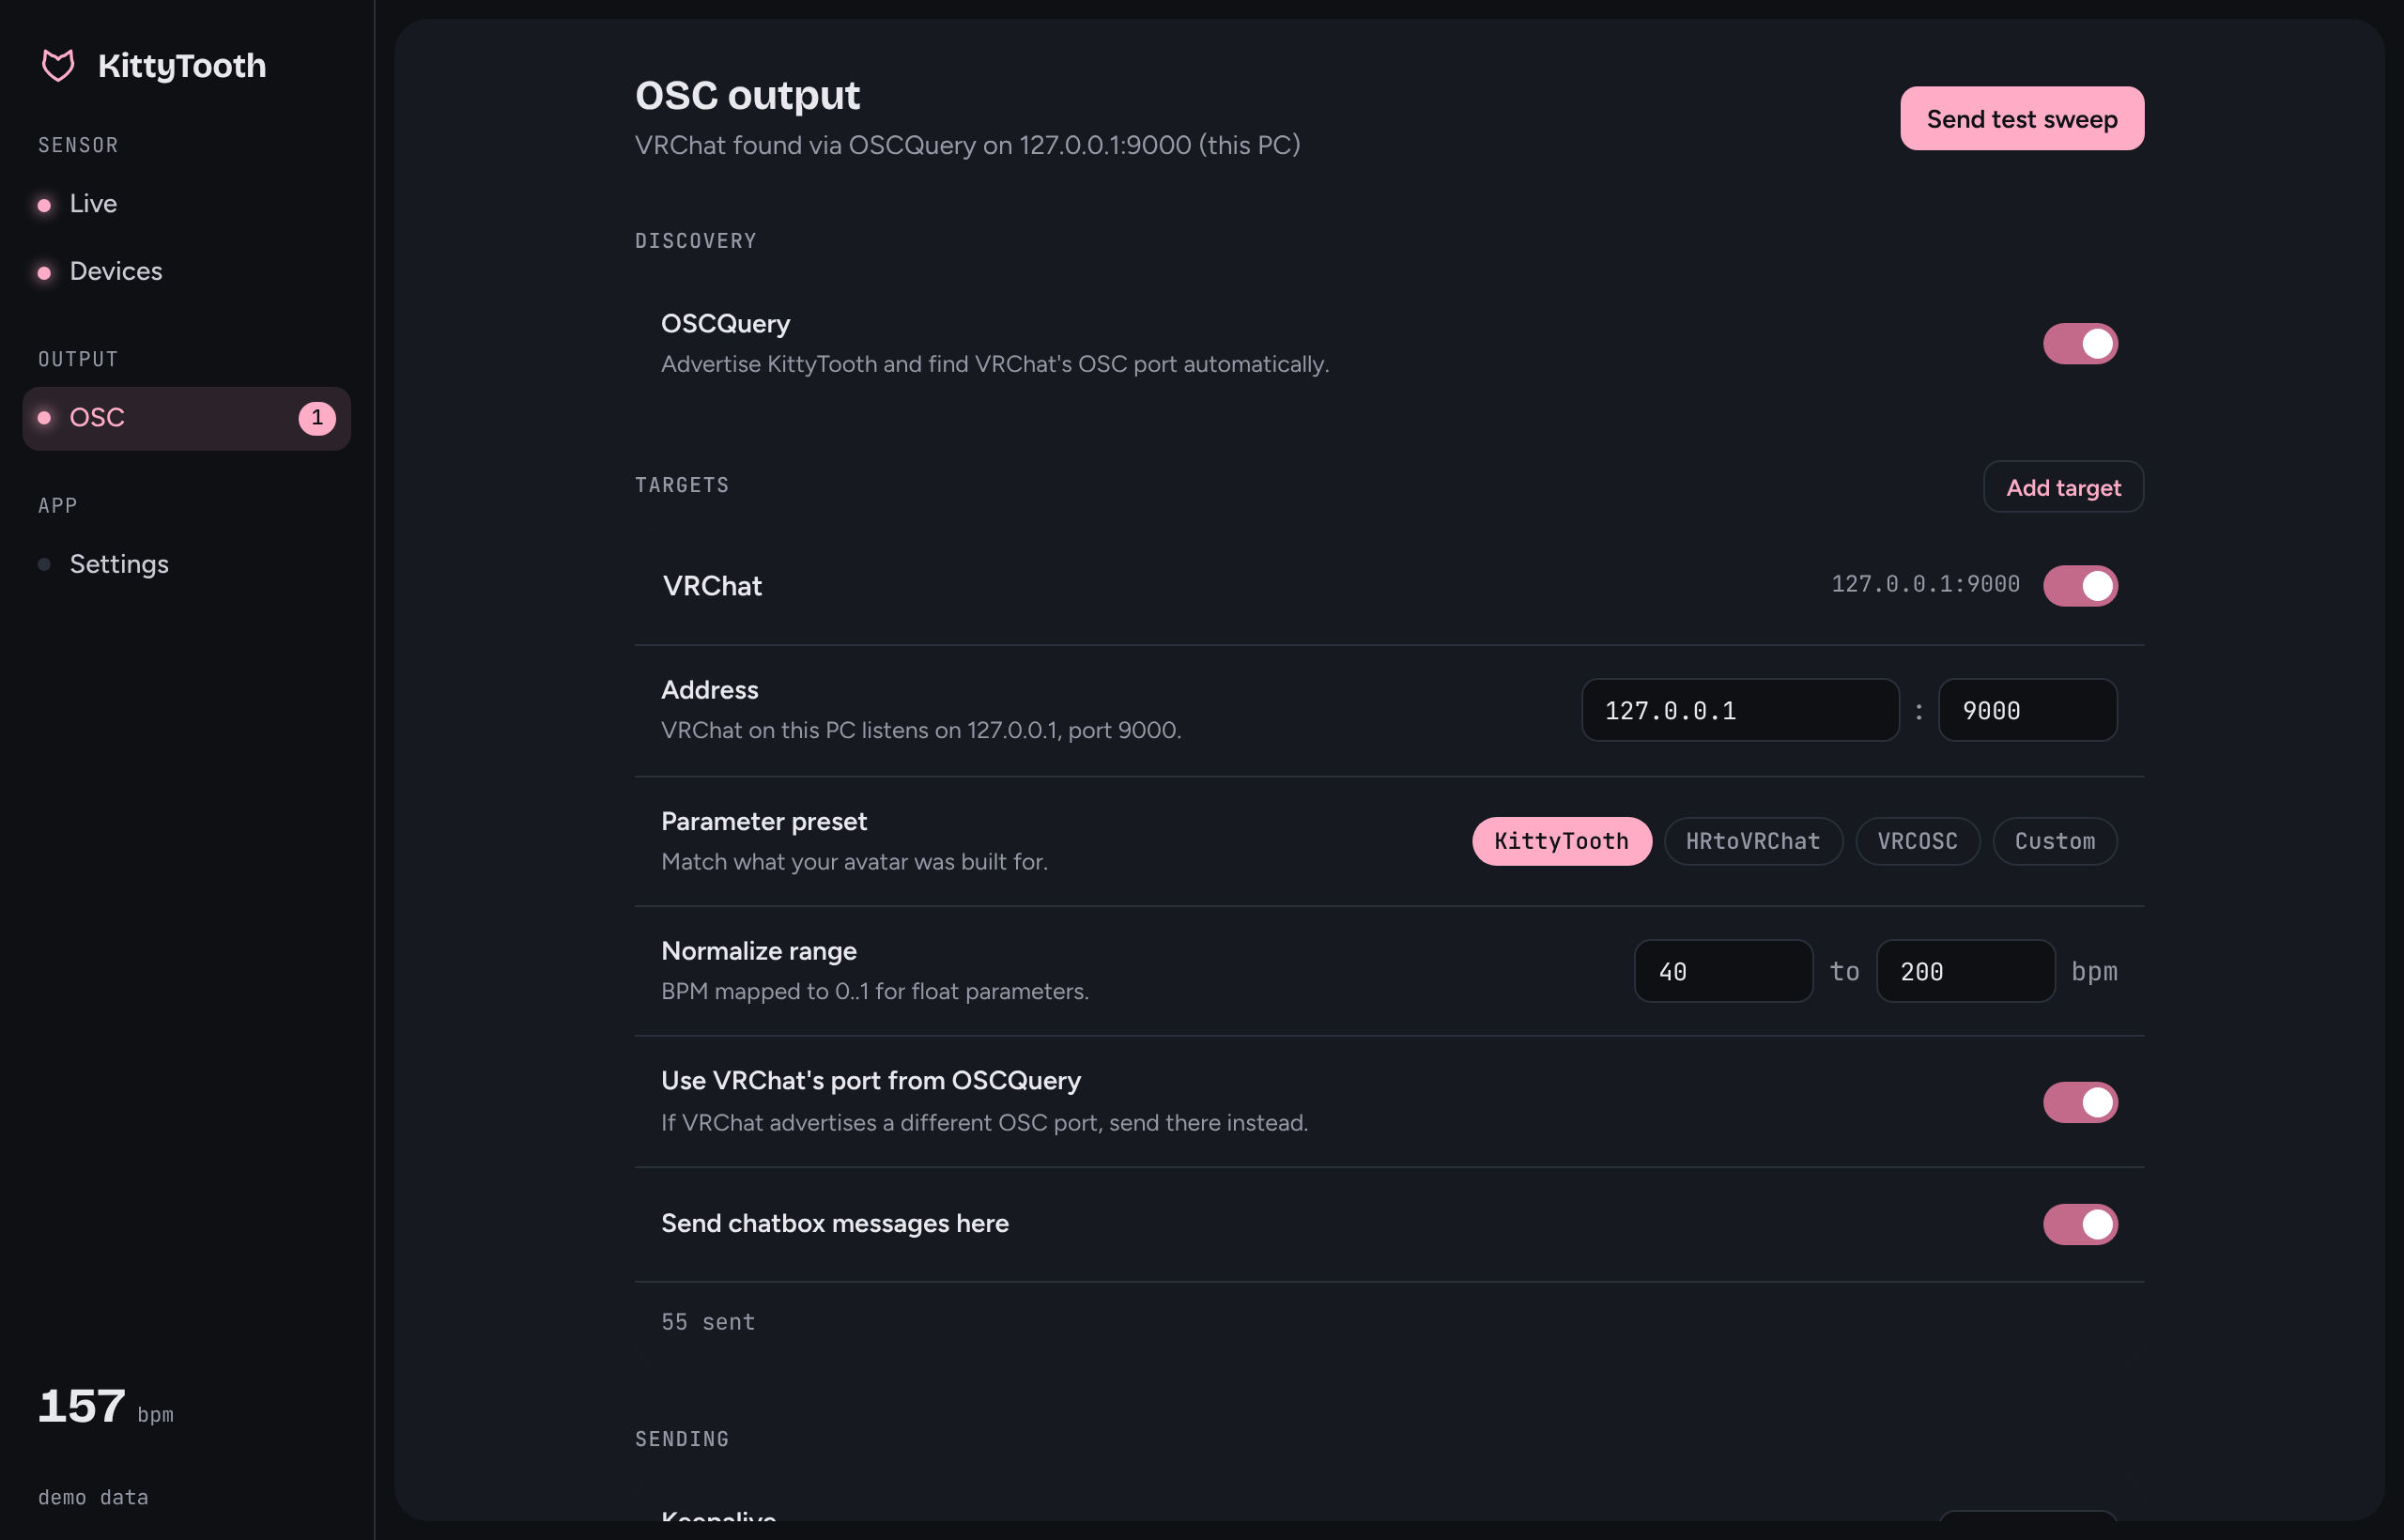 KittyTooth
SENSOR
Live
Devices
OUTPUT
OSC 1
APP
Settings
157 bpm
demo data
OSC output
VRChat found via OSCQuery on 127.0.0.1:9000 (this PC)
Send test sweep
DISCOVERY
OSCQuery
Advertise KittyTooth and find VRChat's OSC port automatically.
TARGETS
Add target
VRChat
127.0.0.1:9000
Address
VRChat on this PC listens on 127.0.0.1, port 9000.
127.0.0.1 : 9000
Parameter preset
Match what your avatar was built for.
KittyTooth HRtoVRChat VRCOSC Custom
Normalize range
BPM mapped to 0..1 for float parameters.
40 to 200 bpm
Use VRChat's port from OSCQuery
If VRChat advertises a different OSC port, send there instead.
Send chatbox messages here
55 sent
SENDING
Keepalive